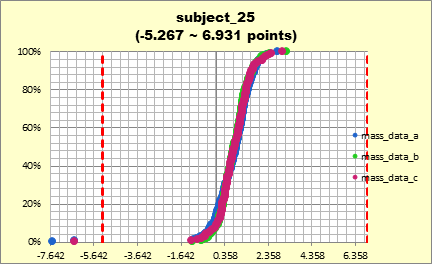 subject_25
(-5.267 ~ 6.931 points)
100%
80%
60%
40%
20%
0%
-7.642 -5.642 -3.642 -1.642 0.358 2.358 4.358 6.358
mass_data_a
mass_data_b
mass_data_c